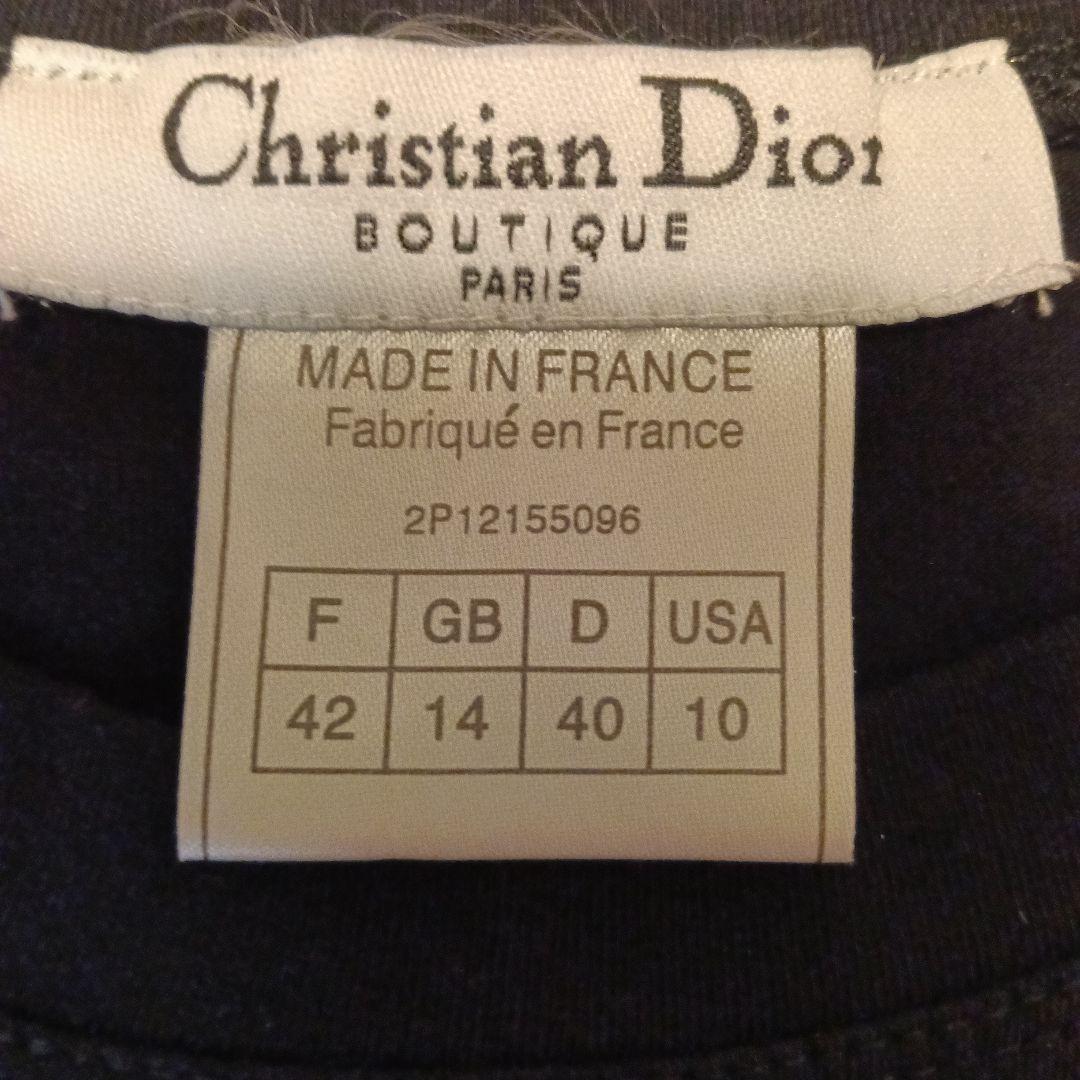 Christian Dior
BOUTIQUE
PARIS
MADE IN FRANCE
Fabriqué en France
2P12155096
F GB D USA
42 14 40 10